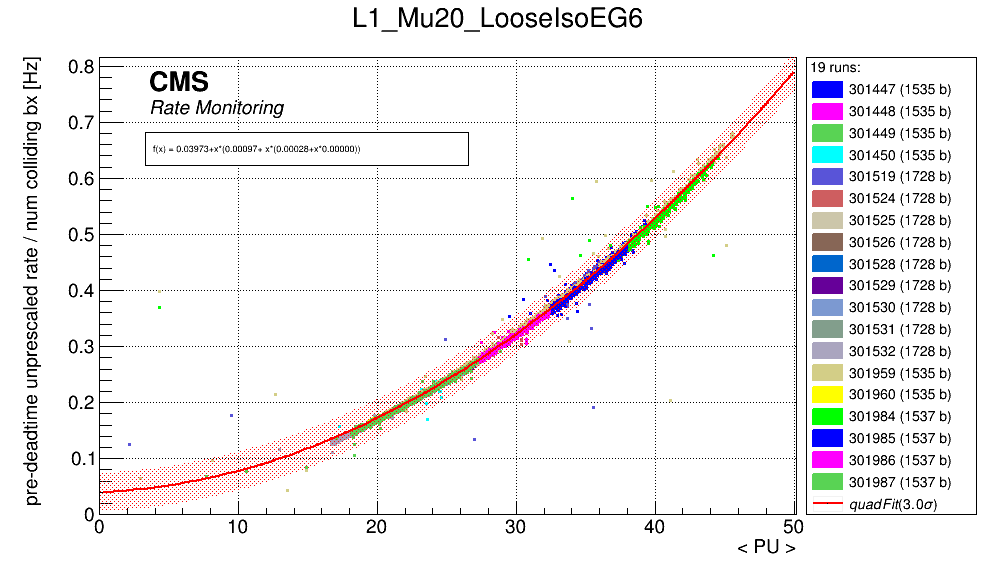 L1_Mu20_LooseIsoEG6
pre-deadtime unprescaled rate / num colliding bx [Hz]
CMS
Rate Monitoring
f(x) = 0.03973+x*(0.00097+ x*(0.00028+x*0.00000))
0.8
0.7
0.6
0.5
0.4
0.3
0.2
0.1
0
0 10 20 30 40 50
< PU >
19 runs:
301447 (1535 b)
301448 (1535 b)
301449 (1535 b)
301450 (1535 b)
301519 (1728 b)
301524 (1728 b)
301525 (1728 b)
301526 (1728 b)
301528 (1728 b)
301529 (1728 b)
301530 (1728 b)
301531 (1728 b)
301532 (1728 b)
301959 (1535 b)
301960 (1535 b)
301984 (1537 b)
301985 (1537 b)
301986 (1537 b)
301987 (1537 b)
quadFit(3.0σ)